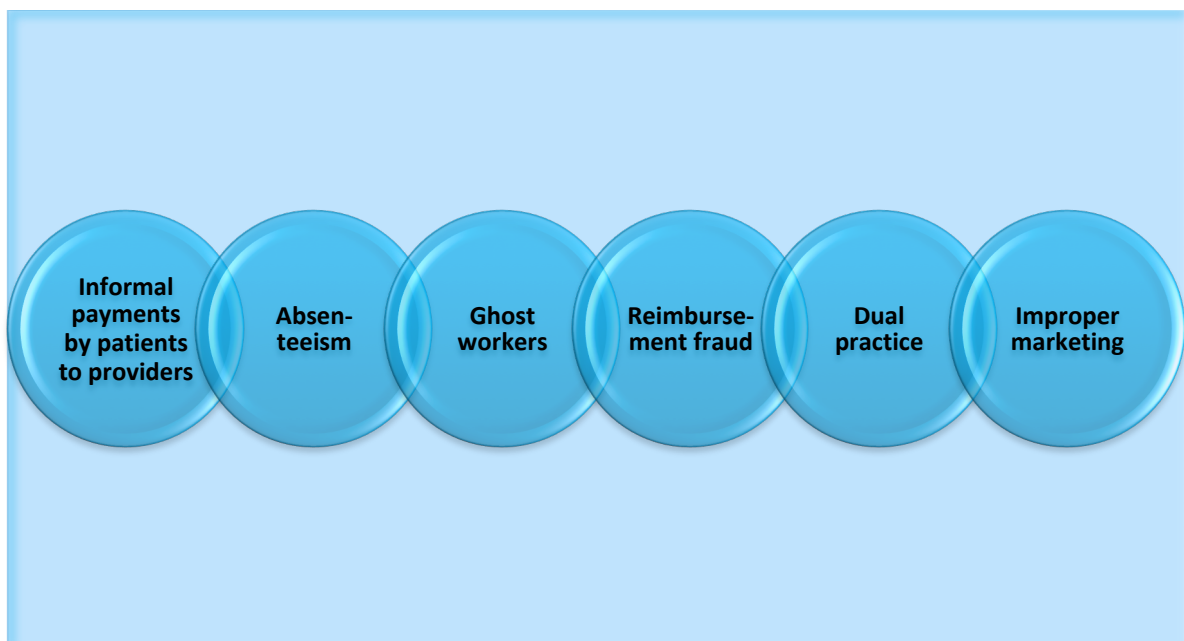 Informal
payments
by patients
to providers
Absen-
teeism
Ghost
workers
Reimburse-
ment fraud
Dual
practice
Improper
marketing